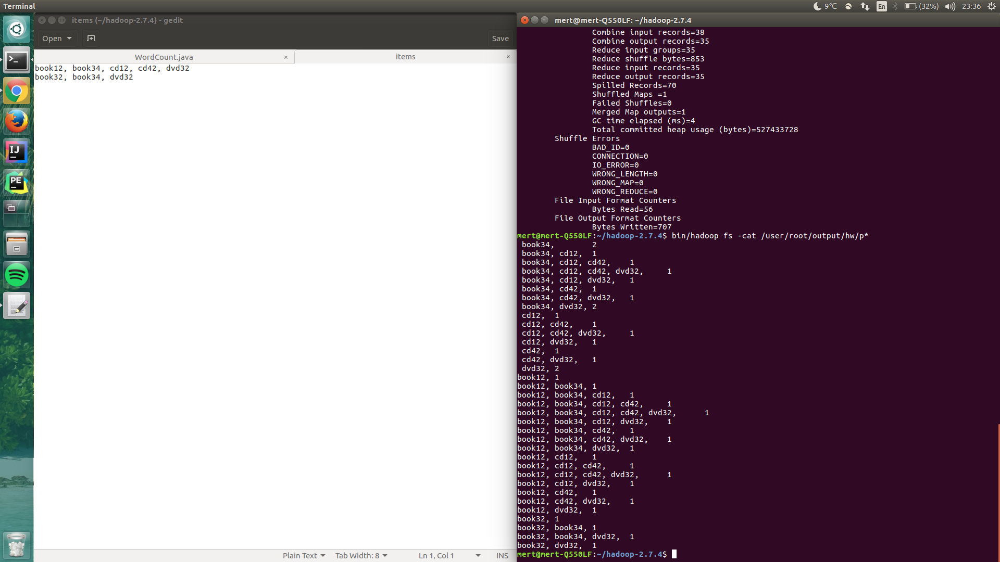 Terminal
9°C
En
(32%)
23:36
items (~/hadoop-2.7.4) - gedit
Open
Save
WordCount.java
×
items
×
book12, book34, cd12, cd42, dvd32
book32, book34, dvd32
IJ
PE
Plain Text
Tab Width: 8
Ln 1, Col 1
INS
mert@mert-Q550LF: ~/hadoop-2.7.4
Combine input records=38
Combine output records=35
Reduce input groups=35
Reduce shuffle bytes=853
Reduce input records=35
Reduce output records=35
Spilled Records=70
Shuffled Maps =1
Failed Shuffles=0
Merged Map outputs=1
GC time elapsed (ms)=4
Total committed heap usage (bytes)=527433728
Shuffle Errors
BAD_ID=0
CONNECTION=0
IO_ERROR=0
WRONG_LENGTH=0
WRONG_MAP=0
WRONG_REDUCE=0
File Input Format Counters
Bytes Read=56
File Output Format Counters
Bytes Written=707
mert@mert-Q550LF:~/hadoop-2.7.4$ bin/hadoop fs -cat /user/root/output/hw/p*
book34, 2
book34, cd12, 1
book34, cd12, cd42, 1
book34, cd12, cd42, dvd32, 1
book34, cd12, dvd32, 1
book34, cd42, 1
book34, cd42, dvd32, 1
book34, dvd32, 2
cd12, 1
cd12, cd42, 1
cd12, cd42, dvd32, 1
cd12, dvd32, 1
cd42, 1
cd42, dvd32, 1
dvd32, 2
book12, 1
book12, book34, 1
book12, book34, cd12, 1
book12, book34, cd12, cd42, 1
book12, book34, cd12, cd42, dvd32, 1
book12, book34, cd12, dvd32, 1
book12, book34, cd42, 1
book12, book34, cd42, dvd32, 1
book12, book34, dvd32, 1
book12, cd12, 1
book12, cd12, cd42, 1
book12, cd12, cd42, dvd32, 1
book12, cd12, dvd32, 1
book12, cd42, 1
book12, cd42, dvd32, 1
book12, dvd32, 1
book32, 1
book32, book34, 1
book32, book34, dvd32, 1
book32, dvd32, 1
mert@mert-Q550LF:~/hadoop-2.7.4$